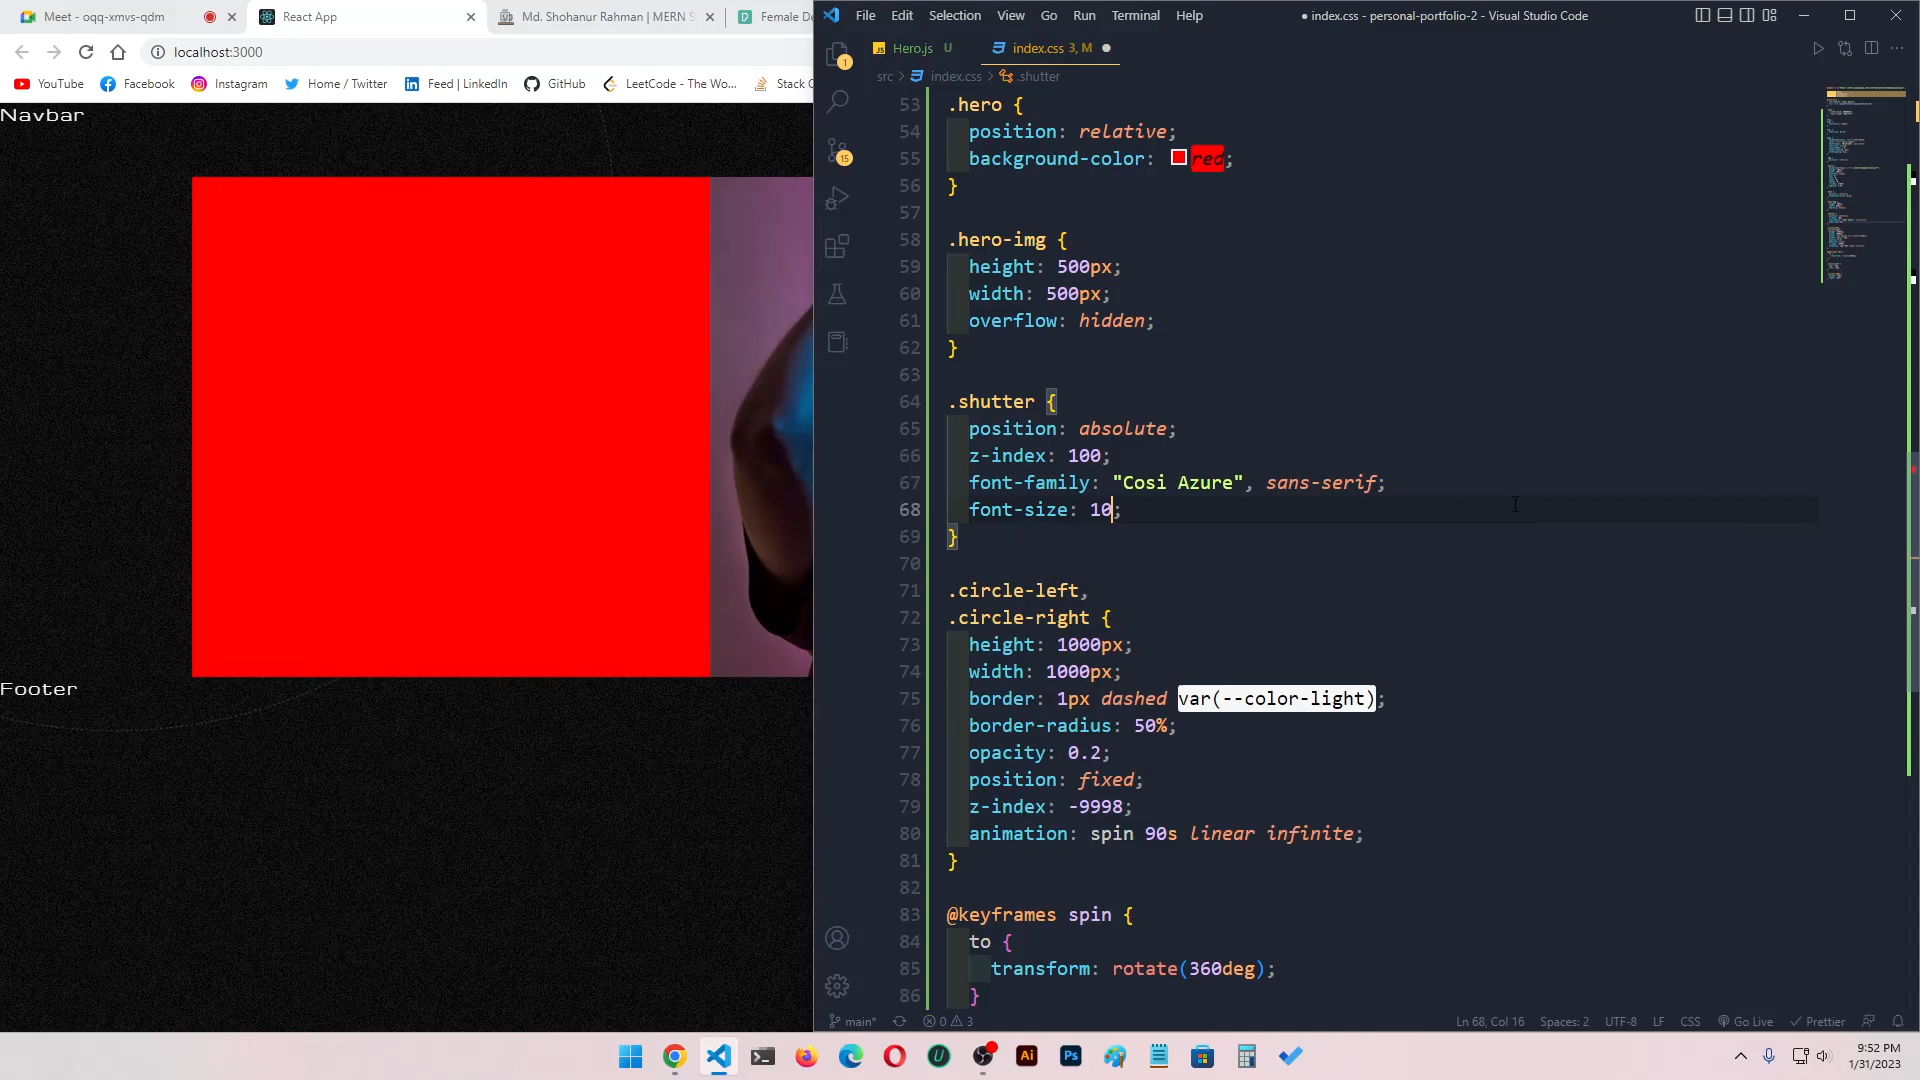 Meet - oqq-xmvs-qdm
React App
Md. Shohanur Rahman | MERN S
Female De
localhost:3000
YouTube
Facebook
Instagram
Home / Twitter
Feed | LinkedIn
GitHub
LeetCode - The Wo...
Stack O
Navbar
Footer
File Edit Selection View Go Run Terminal Help
● index.css - personal-portfolio-2 - Visual Studio Code
JS Hero.js U
index.css 3, M
src > index.css > .shutter
53 .hero {
54 position: relative;
55 background-color: red;
56 }
57
58 .hero-img {
59 height: 500px;
60 width: 500px;
61 overflow: hidden;
62 }
63
64 .shutter {
65 position: absolute;
66 z-index: 100;
67 font-family: "Cosi Azure", sans-serif;
68 font-size: 10;
69 }
70
71 .circle-left,
72 .circle-right {
73 height: 1000px;
74 width: 1000px;
75 border: 1px dashed var(--color-light);
76 border-radius: 50%;
77 opacity: 0.2;
78 position: fixed;
79 z-index: -9998;
80 animation: spin 90s linear infinite;
81 }
82
83 @keyframes spin {
84 to {
85 transform: rotate(360deg);
86 }
1
15
main*
0 3
Ln 68, Col 16
Spaces: 2
UTF-8
LF
CSS
Go Live
Prettier
U
Ai
Ps
9:52 PM
1/31/2023